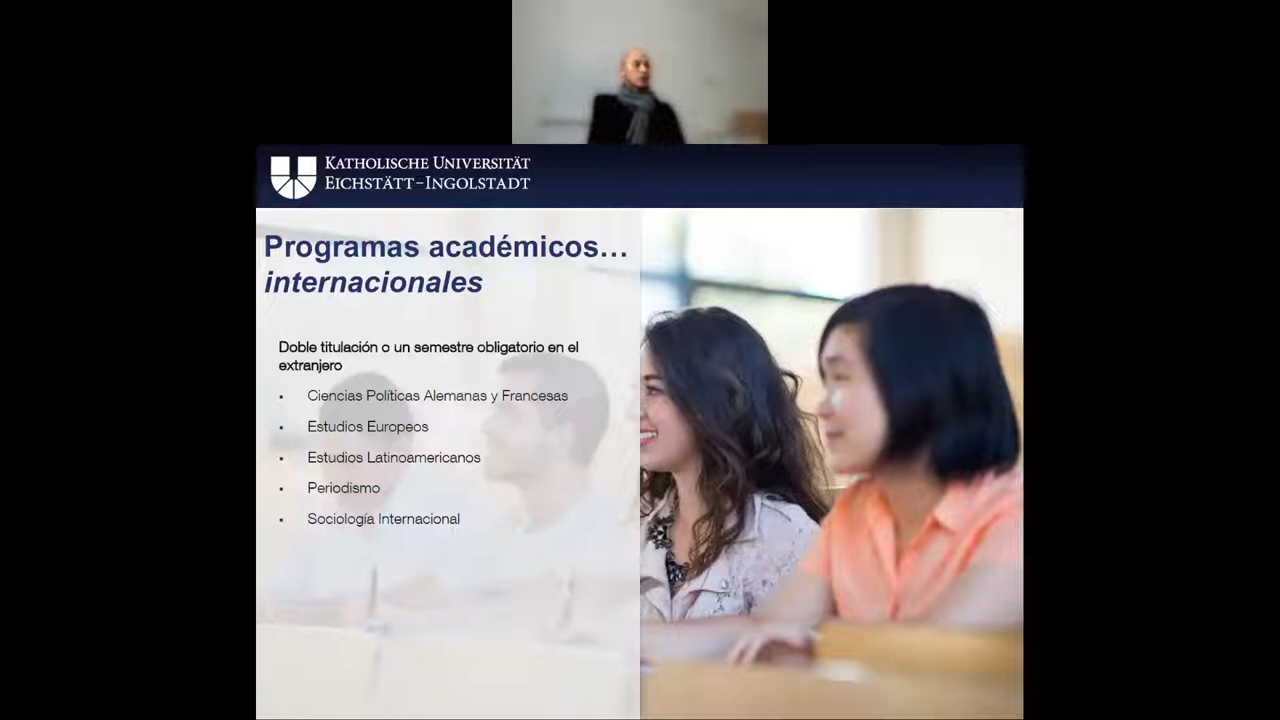 KATHOLISCHE UNIVERSITÄT
EICHSTÄTT-INGOLSTADT
Programas académicos...
internacionales
Doble titulación o un semestre obligatorio en el
extranjero
▪ Ciencias Políticas Alemanas y Francesas
▪ Estudios Europeos
▪ Estudios Latinoamericanos
▪ Periodismo
▪ Sociología Internacional